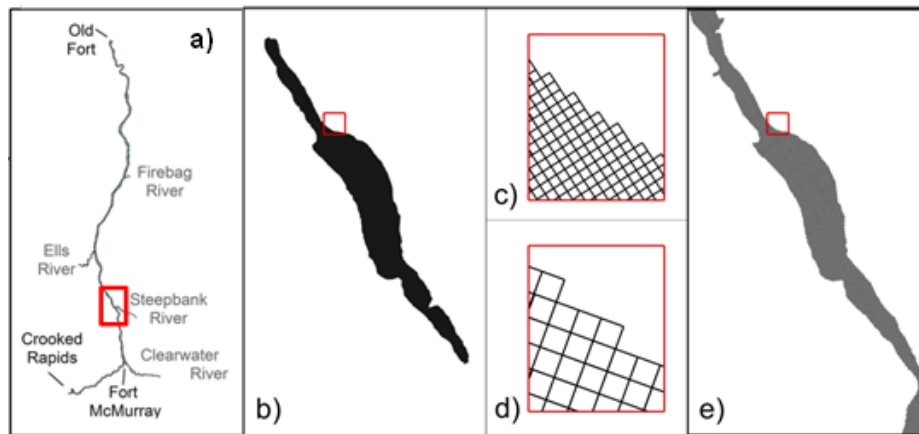 a)
Old
Fort
Firebag
River
Ells
River
Steepbank
River
Crooked
Rapids
Clearwater
River
Fort
McMurray
b)
c)
d)
e)